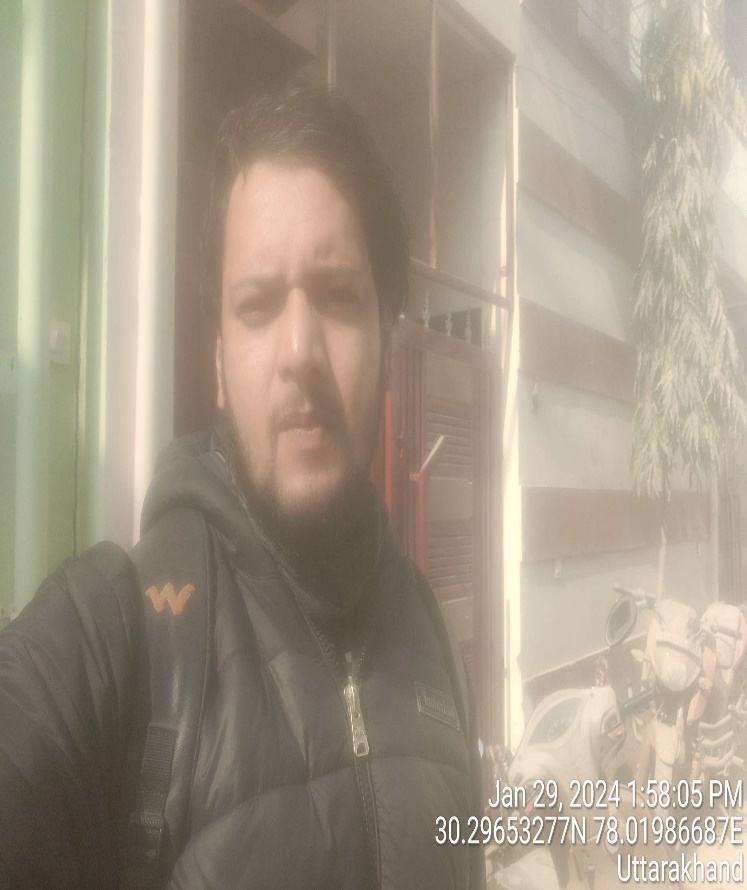 W
Jan 29, 2024 1:58:05 PM
30.29653277N 78.01986687E
Uttarakhand